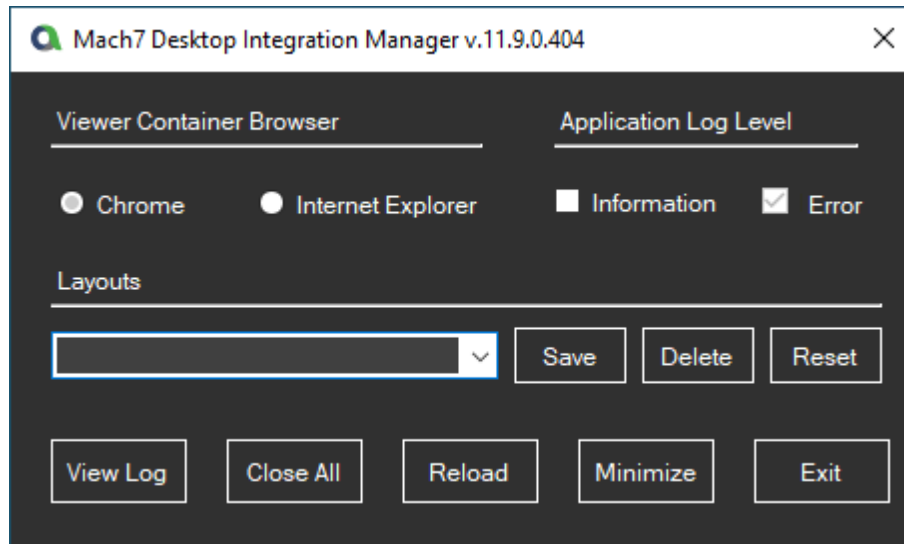 Mach7 Desktop Integration Manager v.11.9.0.404
Viewer Container Browser
Application Log Level
Chrome
Internet Explorer
Information
Error
Layouts
Save
Delete
Reset
View Log
Close All
Reload
Minimize
Exit